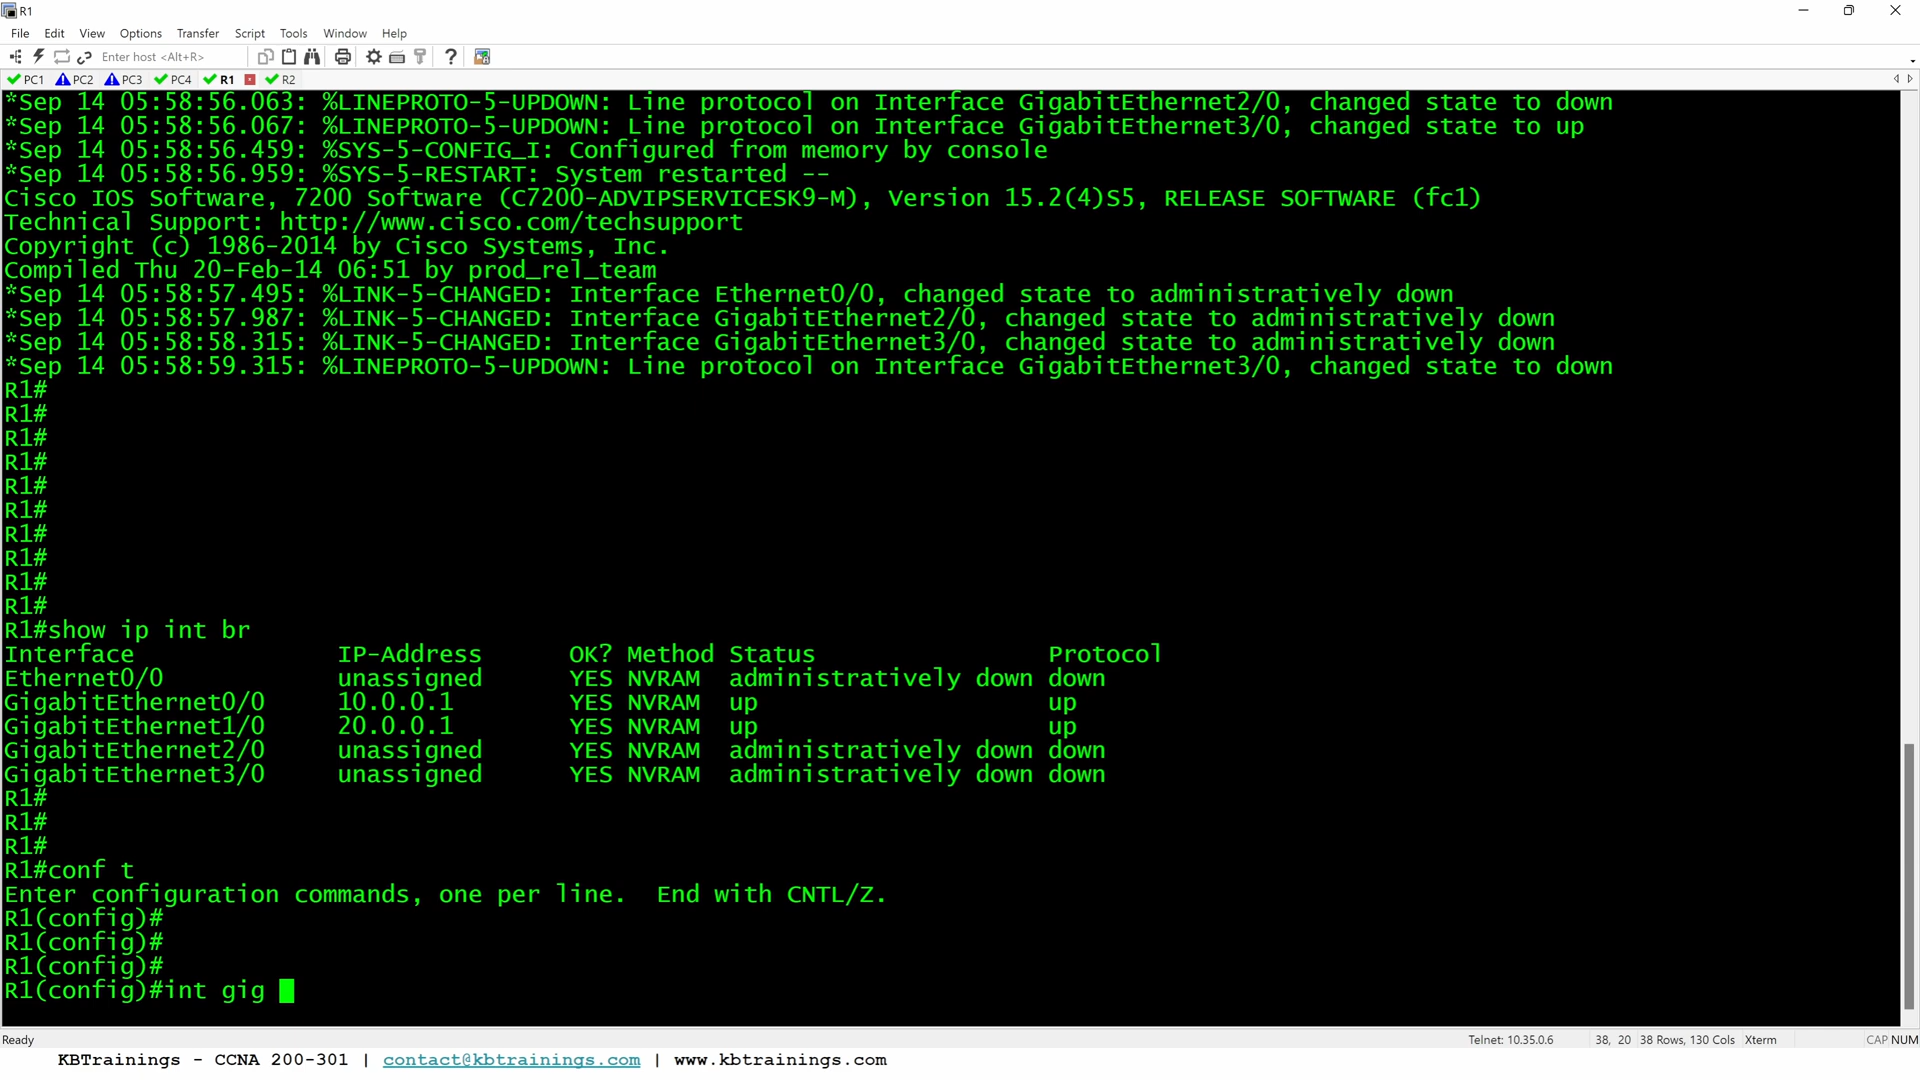 R1
File Edit View Options Transfer Script Tools Window Help
Enter host <Alt+R>
PC1 PC2 PC3 PC4 R1 R2
*Sep 14 05:58:56.063: %LINEPROTO-5-UPDOWN: Line protocol on Interface GigabitEthernet2/0, changed state to down
*Sep 14 05:58:56.067: %LINEPROTO-5-UPDOWN: Line protocol on Interface GigabitEthernet3/0, changed state to up
*Sep 14 05:58:56.459: %SYS-5-CONFIG_I: Configured from memory by console
*Sep 14 05:58:56.959: %SYS-5-RESTART: System restarted --
Cisco IOS Software, 7200 Software (C7200-ADVIPSERVICESK9-M), Version 15.2(4)S5, RELEASE SOFTWARE (fc1)
Technical Support: http://www.cisco.com/techsupport
Copyright (c) 1986-2014 by Cisco Systems, Inc.
Compiled Thu 20-Feb-14 06:51 by prod_rel_team
*Sep 14 05:58:57.495: %LINK-5-CHANGED: Interface Ethernet0/0, changed state to administratively down
*Sep 14 05:58:57.987: %LINK-5-CHANGED: Interface GigabitEthernet2/0, changed state to administratively down
*Sep 14 05:58:58.315: %LINK-5-CHANGED: Interface GigabitEthernet3/0, changed state to administratively down
*Sep 14 05:58:59.315: %LINEPROTO-5-UPDOWN: Line protocol on Interface GigabitEthernet3/0, changed state to down
R1#
R1#
R1#
R1#
R1#
R1#
R1#
R1#
R1#
R1#
R1#show ip int br
Interface IP-Address OK? Method Status Protocol
Ethernet0/0 unassigned YES NVRAM administratively down down
GigabitEthernet0/0 10.0.0.1 YES NVRAM up up
GigabitEthernet1/0 20.0.0.1 YES NVRAM up up
GigabitEthernet2/0 unassigned YES NVRAM administratively down down
GigabitEthernet3/0 unassigned YES NVRAM administratively down down
R1#
R1#
R1#
R1#conf t
Enter configuration commands, one per line. End with CNTL/Z.
R1(config)#
R1(config)#
R1(config)#
R1(config)#int gig
Ready Telnet: 10.35.0.6 38, 20 38 Rows, 130 Cols Xterm CAP NUM
KBTrainings - CCNA 200-301 | contact@kbtrainings.com | www.kbtrainings.com